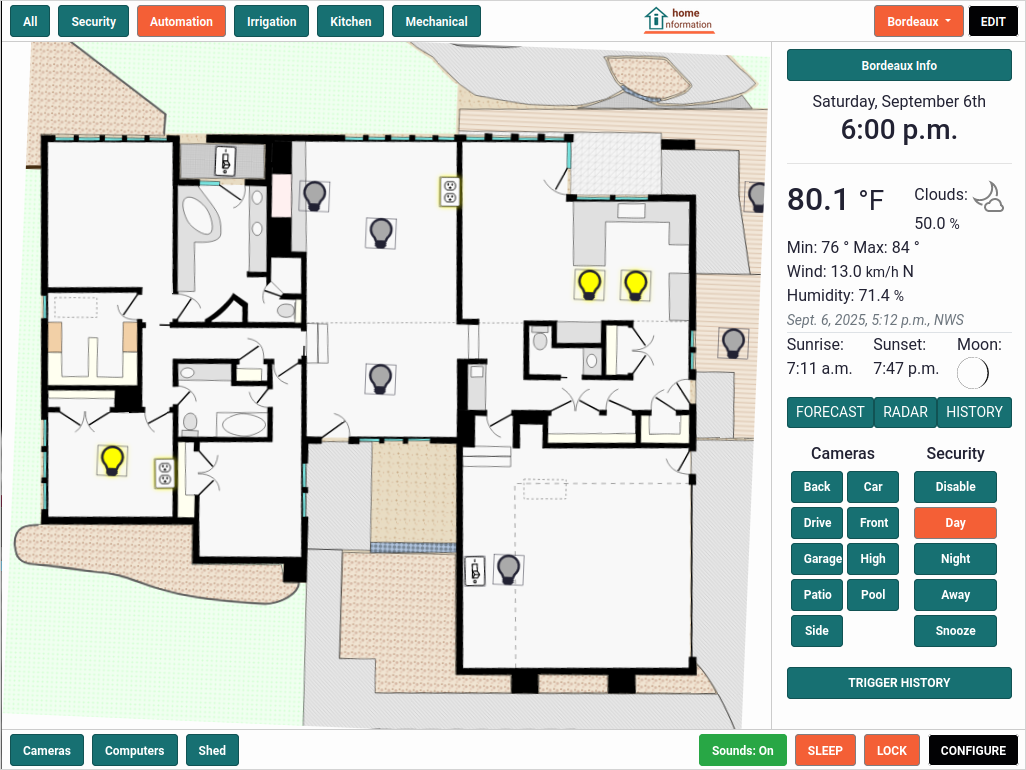 All Security Automation Irrigation Kitchen Mechanical
home
information
Bordeaux EDIT
Bordeaux Info
Saturday, September 6th
6:00 p.m.
80.1 °F
Clouds:
50.0 %
Min: 76 ° Max: 84 °
Wind: 13.0 km/h N
Humidity: 71.4 %
Sept. 6, 2025, 5:12 p.m., NWS
Sunrise: Sunset: Moon:
7:11 a.m. 7:47 p.m.
FORECAST RADAR HISTORY
Cameras Security
Back Car Disable
Drive Front Day
Garage High Night
Patio Pool Away
Side Snooze
TRIGGER HISTORY
Cameras Computers Shed
Sounds: On SLEEP LOCK CONFIGURE